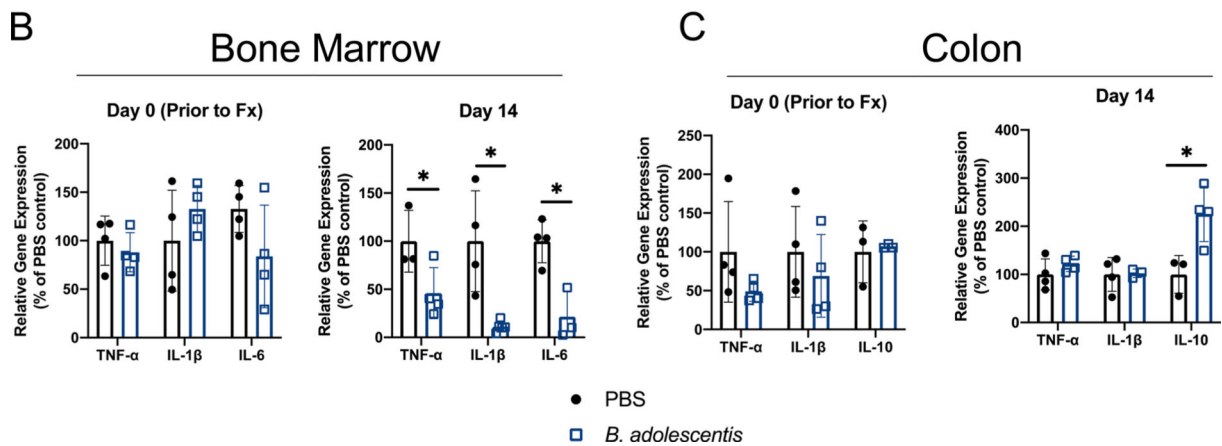 B
Bone Marrow
Day 0 (Prior to Fx)
Relative Gene Expression
(% of PBS control)
200
150
100
50
0
TNF-α IL-1β IL-6
Day 14
Relative Gene Expression
(% of PBS control)
200
150
100
50
0
* * *
TNF-α IL-1β IL-6
C
Colon
Day 0 (Prior to Fx)
Relative Gene Expression
(% of PBS control)
250
200
150
100
50
0
TNF-α IL-1β IL-10
Day 14
Relative Gene Expression
(% of PBS control)
400
300
200
100
0
*
TNF-α IL-1β IL-10
PBS
B. adolescentis